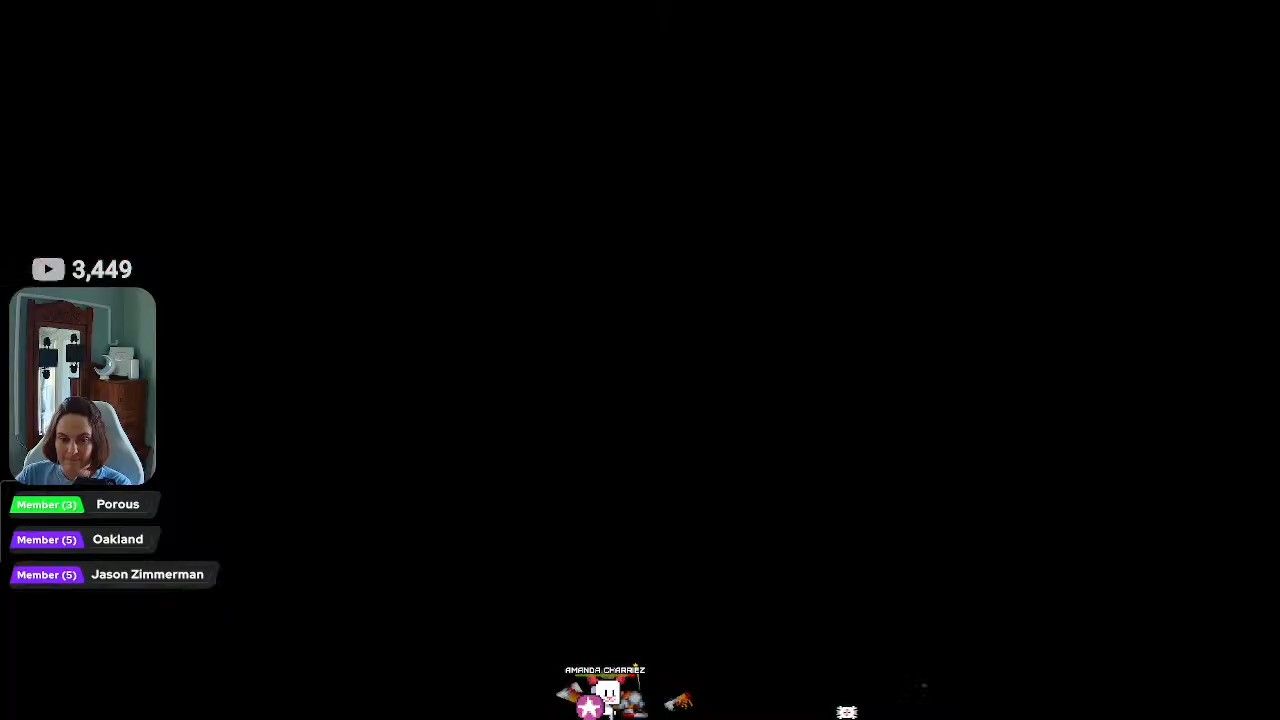 3,449
Member (3) Porous
Member (5) Oakland
Member (5) Jason Zimmerman
AMANDA CHARRIEZ